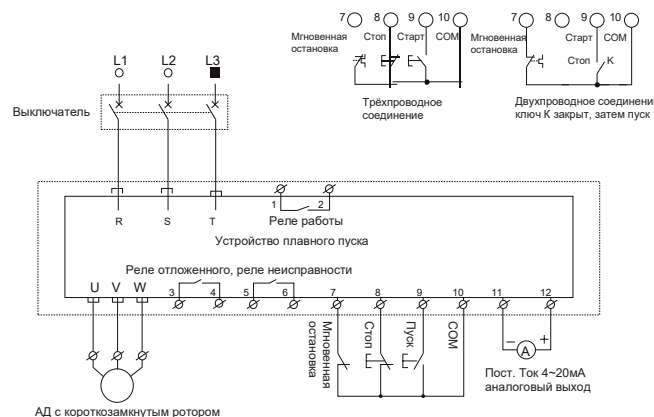 7 8 9 10
Мгновенная остановка
Стоп
Старт
COM
Трёхпроводное
соединение
7 8 9 10
Мгновенная
остановка
Старт COM
Стоп K
Двухпроводное соединение
ключ К закрыт, затем пуск
L1 L2 L3
Выключатель
R S T
1 2
Реле работы
Устройство плавного пуска
Реле отложенного, реле неисправности
U V W
3 4 5 6 7 8 9 10 11 12
Мгновенная
остановка
Стоп
Пуск
COM
− A +
Пост. Ток 4~20мА
аналоговый выход
АД с короткозамкнутым ротором